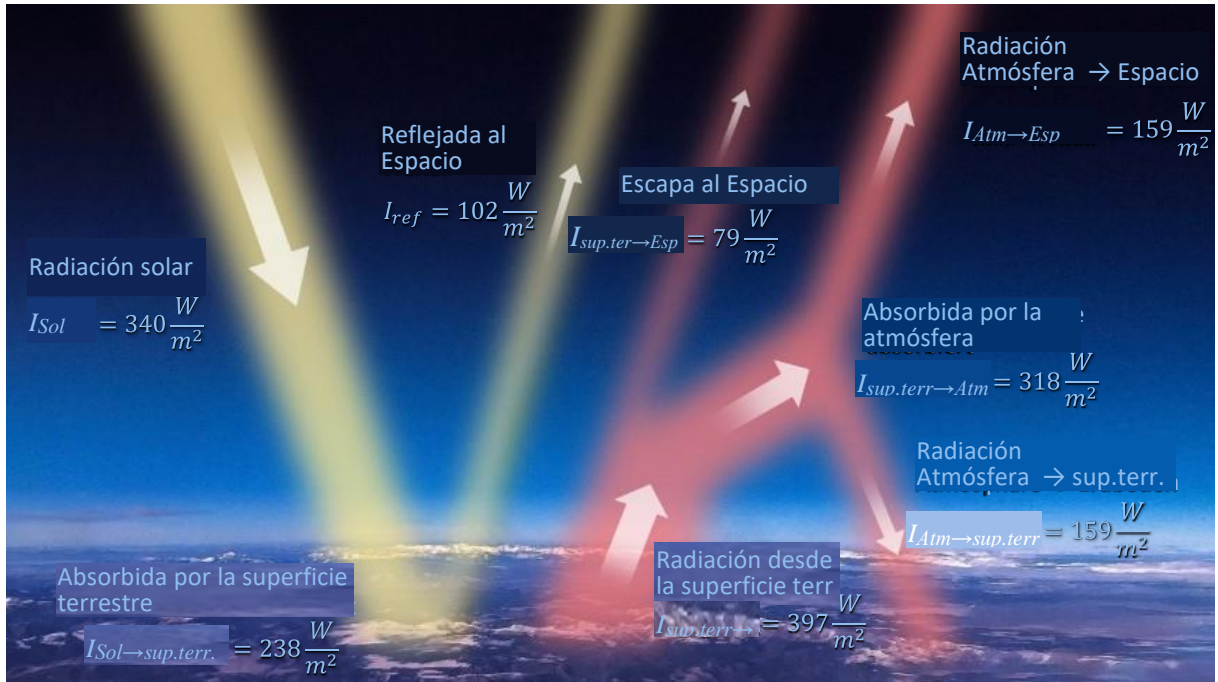 Radiación
Atmósfera → Espacio
I_{Atm→Esp} = 159 W/m²
Reflejada al
Espacio
I_{ref} = 102 W/m²
Escapa al Espacio
I_{sup.ter→Esp} = 79 W/m²
Radiación solar
I_{Sol} = 340 W/m²
Absorbida por la
atmósfera
I_{sup.terr→Atm} = 318 W/m²
Radiación
Atmósfera → sup.terr.
I_{Atm→sup.terr} = 159 W/m²
Radiación desde
la superficie terr
I_{sup.terr→} = 397 W/m²
Absorbida por la superficie
terrestre
I_{Sol→sup.terr.} = 238 W/m²